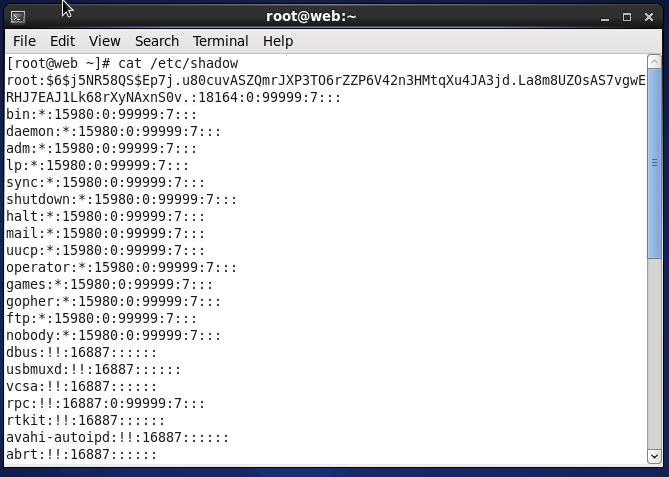 root@web:~
File Edit View Search Terminal Help
[root@web ~]# cat /etc/shadow
root:$6$j5NR58QS$Ep7j.u80cuvASZQmrJXP3TO6rZZP6V42n3HMtqXu4JA3jd.La8m8UZOsAS7vgwE
RHJ7EAJ1Lk68rXyNAxnS0v.:18164:0:99999:7:::
bin:*:15980:0:99999:7:::
daemon:*:15980:0:99999:7:::
adm:*:15980:0:99999:7:::
lp:*:15980:0:99999:7:::
sync:*:15980:0:99999:7:::
shutdown:*:15980:0:99999:7:::
halt:*:15980:0:99999:7:::
mail:*:15980:0:99999:7:::
uucp:*:15980:0:99999:7:::
operator:*:15980:0:99999:7:::
games:*:15980:0:99999:7:::
gopher:*:15980:0:99999:7:::
ftp:*:15980:0:99999:7:::
nobody:*:15980:0:99999:7:::
dbus:!!:16887::::::
usbmuxd:!!:16887::::::
vcsa:!!:16887::::::
rpc:!!:16887:0:99999:7:::
rtkit:!!:16887::::::
avahi-autoipd:!!:16887::::::
abrt:!!:16887::::::